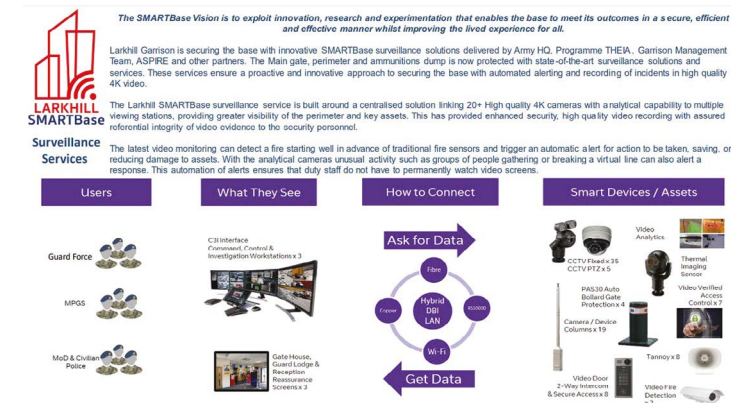 The SMARTBase Vision is to exploit innovation, research and experimentation that enables the base to meet its outcomes in a secure, efficient
and effective manner whilst improving the lived experience for all.
Larkhill Garrison is securing the base with innovative SMARTBase surveillance solutions delivered by Army HQ, Programme THEIA, Garrison Management
Team, ASPIRE and other partners. The Main gate, perimeter and ammunitions dump is now protected with state-of-the-art surveillance solutions and
services. These services ensure a proactive and innovative approach to securing the base with automated alerting and recording of incidents in high quality
4K video.
The Larkhill SMARTBase surveillance service is built around a centralised solution linking 20+ High quality 4K cameras with analytical capability to multiple
viewing stations, providing greater visibility of the perimeter and key assets. This has provided enhanced security, high quality video recording with assured
referential integrity of video evidence to the security personnel.
The latest video monitoring can detect a fire starting well in advance of traditional fire sensors and trigger an automatic alert for action to be taken, saving, or
reducing damage to assets. With the analytical cameras unusual activity such as groups of people gathering or breaking a virtual line can also alert a
response. This automation of alerts ensures that duty staff do not have to permanently watch video screens.
LARKHILL
SMARTBase
Surveillance
Services
Users
Guard Force
MPGS
MoD & Civilian
Police
What They See
C3I Interface
Command, Control &
Investigation Workstations x 3
Gate House,
Guard Lodge &
Reception
Reassurance
Screens x 3
How to Connect
Ask for Data
Fibre
Copper
Hybrid
DBI
LAN
Wi-Fi
Get Data
Smart Devices / Assets
CCTV Fixed x 35
CCTV PTZ x 5
Video
Analytics
Thermal
Imaging
Sensor
PAS30 Auto
Bollard Gate
Protection x 4
Video Verified
Access
Control x 7
Camera / Device
Columns x 19
Tannoy x 8
Video Door
2-Way Intercom
& Secure Access x 8
Video Fire
Detection